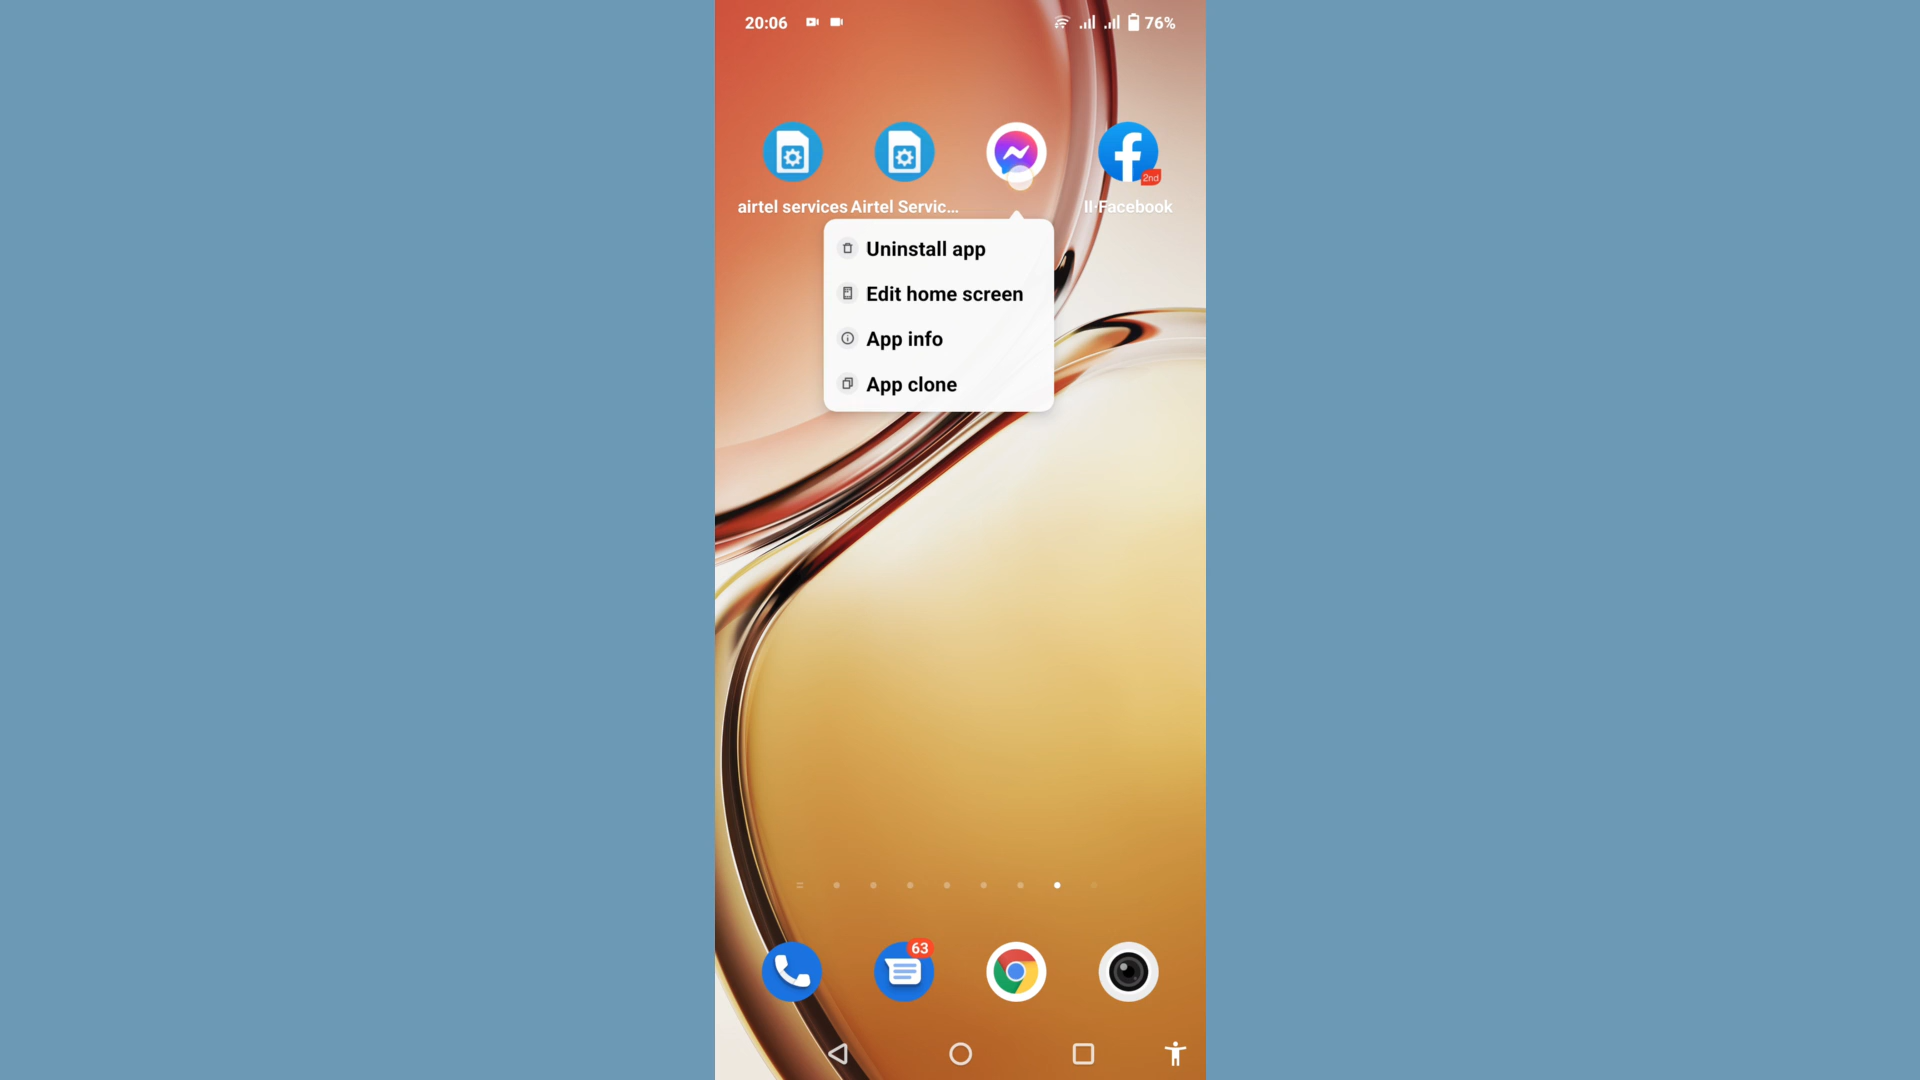 20:06
76%
2nd
airtel services Airtel Servic... II·Facebook
Uninstall app
Edit home screen
App info
App clone
63